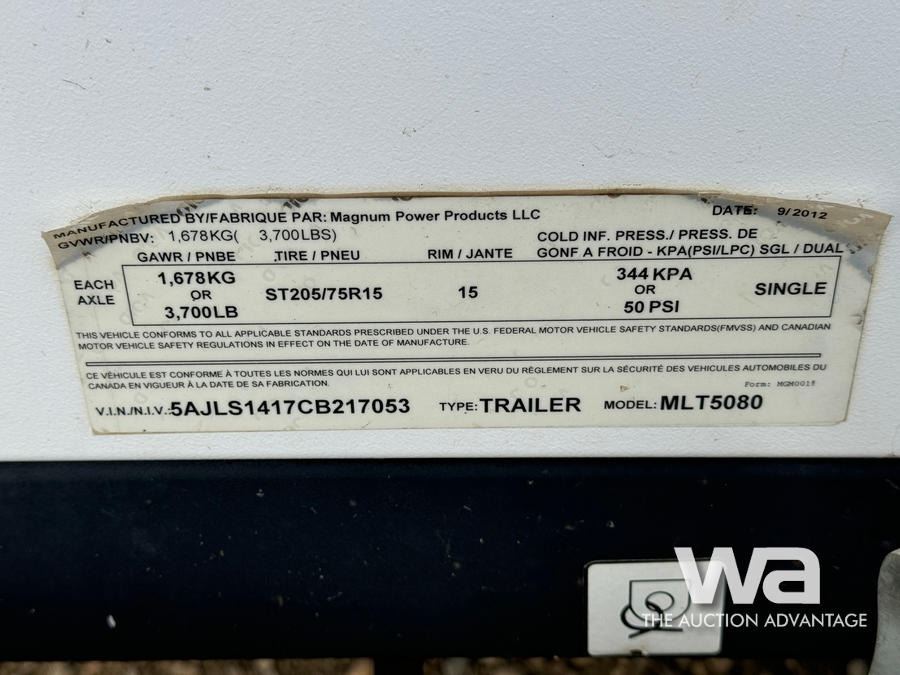 MANUFACTURED BY/FABRIQUE PAR: Magnum Power Products LLC DATE: 9/2012
GVWR/PNBV: 1,678KG( 3,700LBS)
COLD INF. PRESS./ PRESS. DE
GAWR / PNBE TIRE / PNEU RIM / JANTE GONF A FROID - KPA(PSI/LPC) SGL / DUAL
EACH AXLE 1,678KG OR 3,700LB ST205/75R15 15 344 KPA OR 50 PSI SINGLE
THIS VEHICLE CONFORMS TO ALL APPLICABLE STANDARDS PRESCRIBED UNDER THE U.S. FEDERAL MOTOR VEHICLE SAFETY STANDARDS(FMVSS) AND CANADIAN
MOTOR VEHICLE SAFETY REGULATIONS IN EFFECT ON THE DATE OF MANUFACTURE.
CE VÉHICULE EST CONFORME À TOUTES LES NORMES QUI LUI SONT APPLICABLES EN VERU DU RÈGLEMENT SUR LA SÉCURITÉ DES VEHICULES AUTOMOBILES DU
CANADA EN VIGUEUR À LA DATE DE SA FABRICATION.
Form: MGM0015
V.I.N./N.I.V.: 5AJLS1417CB217053 TYPE: TRAILER MODEL: MLT5080
wa
THE AUCTION ADVANTAGE